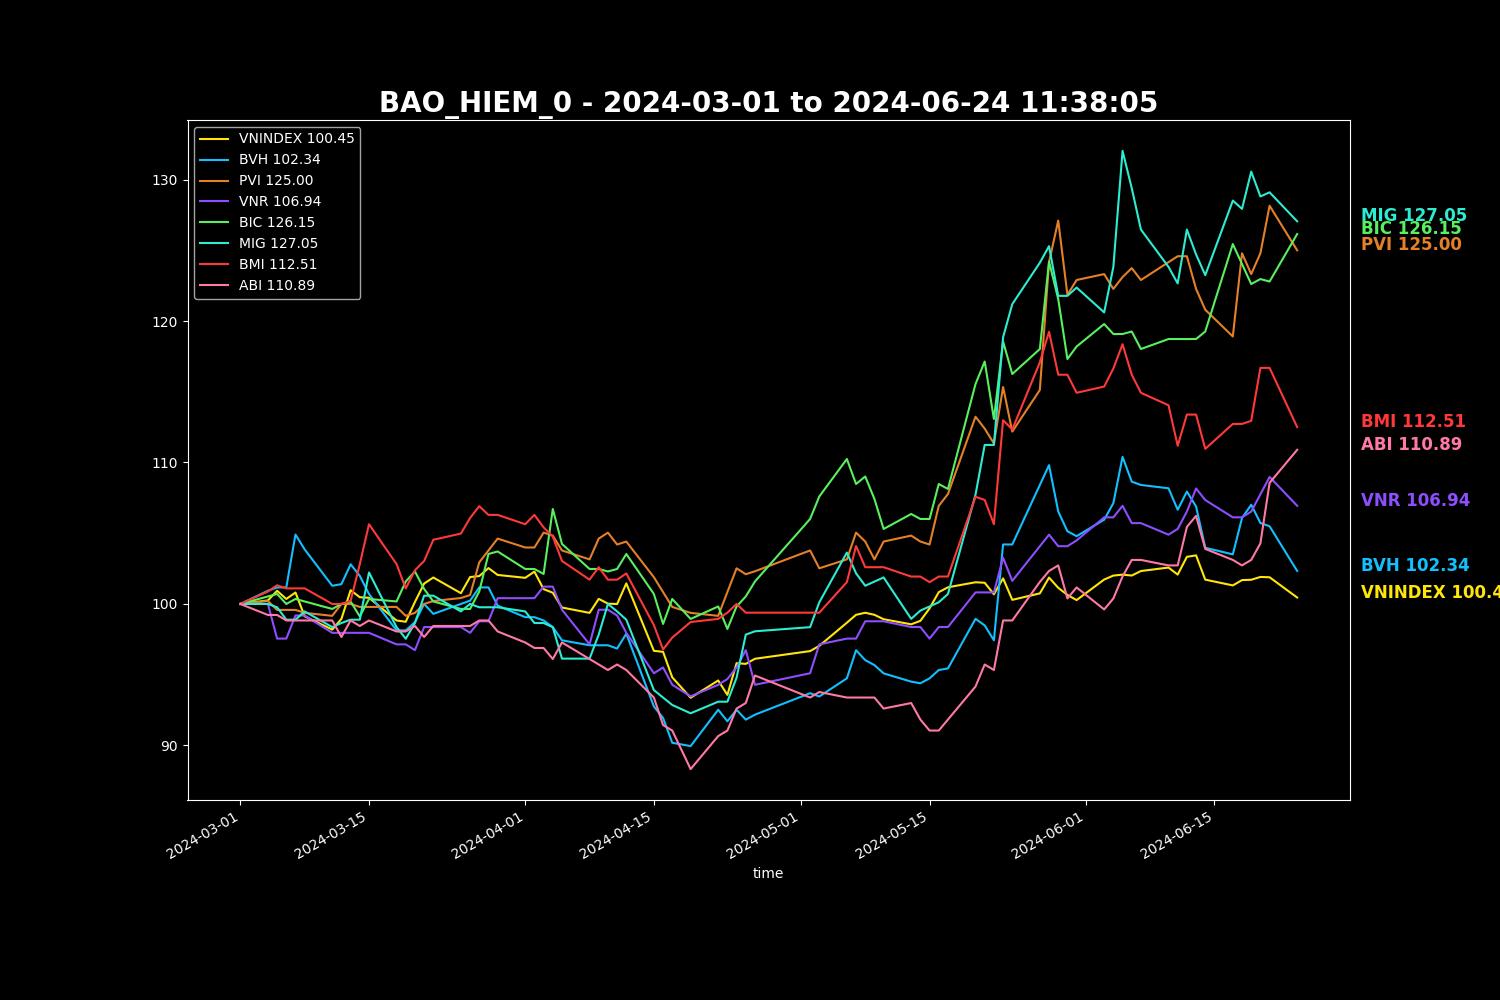 BAO_HIEM_0 - 2024-03-01 to 2024-06-24 11:38:05
VNINDEX 100.45
BVH 102.34
PVI 125.00
VNR 106.94
BIC 126.15
MIG 127.05
BMI 112.51
ABI 110.89
130
120
110
100
90
MIG 127.05
BIC 126.15
PVI 125.00
BMI 112.51
ABI 110.89
VNR 106.94
BVH 102.34
VNINDEX 100.4
2024-03-01
2024-03-15
2024-04-01
2024-04-15
2024-05-01
2024-05-15
2024-06-01
2024-06-15
time